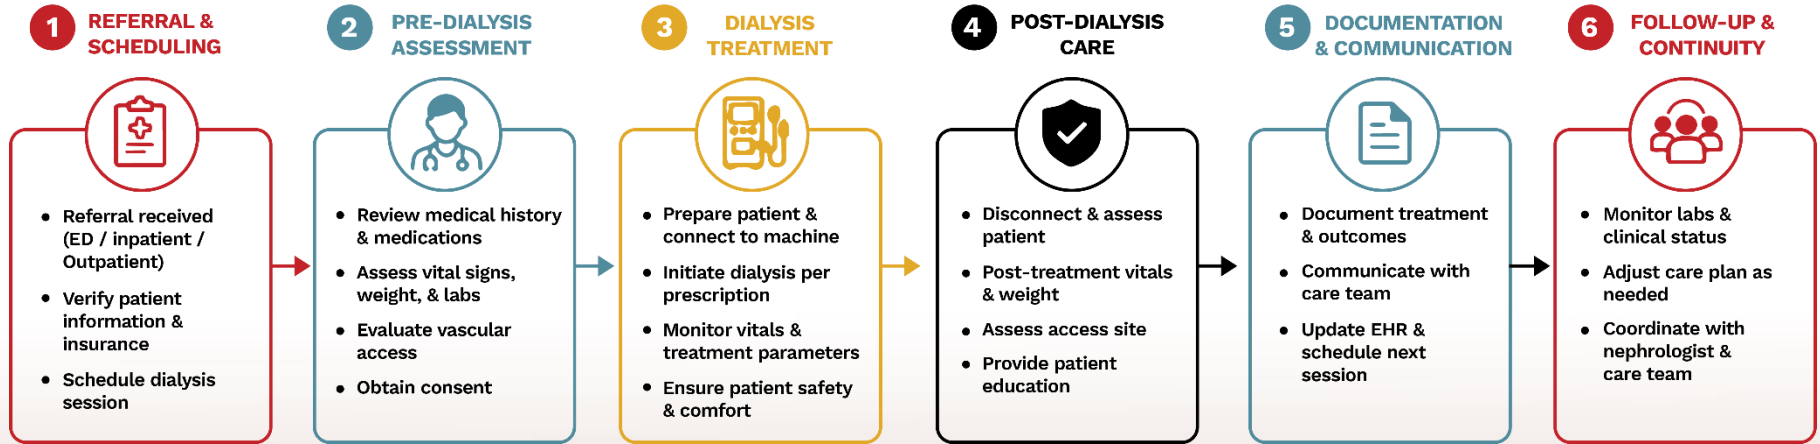 1 REFERRAL &
SCHEDULING
• Referral received
(ED / inpatient /
Outpatient)
• Verify patient
information &
insurance
• Schedule dialysis
session
2 PRE-DIALYSIS
ASSESSMENT
• Review medical history
& medications
• Assess vital signs,
weight, & labs
• Evaluate vascular
access
• Obtain consent
3 DIALYSIS
TREATMENT
• Prepare patient &
connect to machine
• Initiate dialysis per
prescription
• Monitor vitals &
treatment parameters
• Ensure patient safety
& comfort
4 POST-DIALYSIS
CARE
• Disconnect & assess
patient
• Post-treatment vitals
& weight
• Assess access site
• Provide patient
education
5 DOCUMENTATION
& COMMUNICATION
• Document treatment
& outcomes
• Communicate with
care team
• Update EHR &
schedule next
session
6 FOLLOW-UP &
CONTINUITY
• Monitor labs &
clinical status
• Adjust care plan as
needed
• Coordinate with
nephrologist &
care team